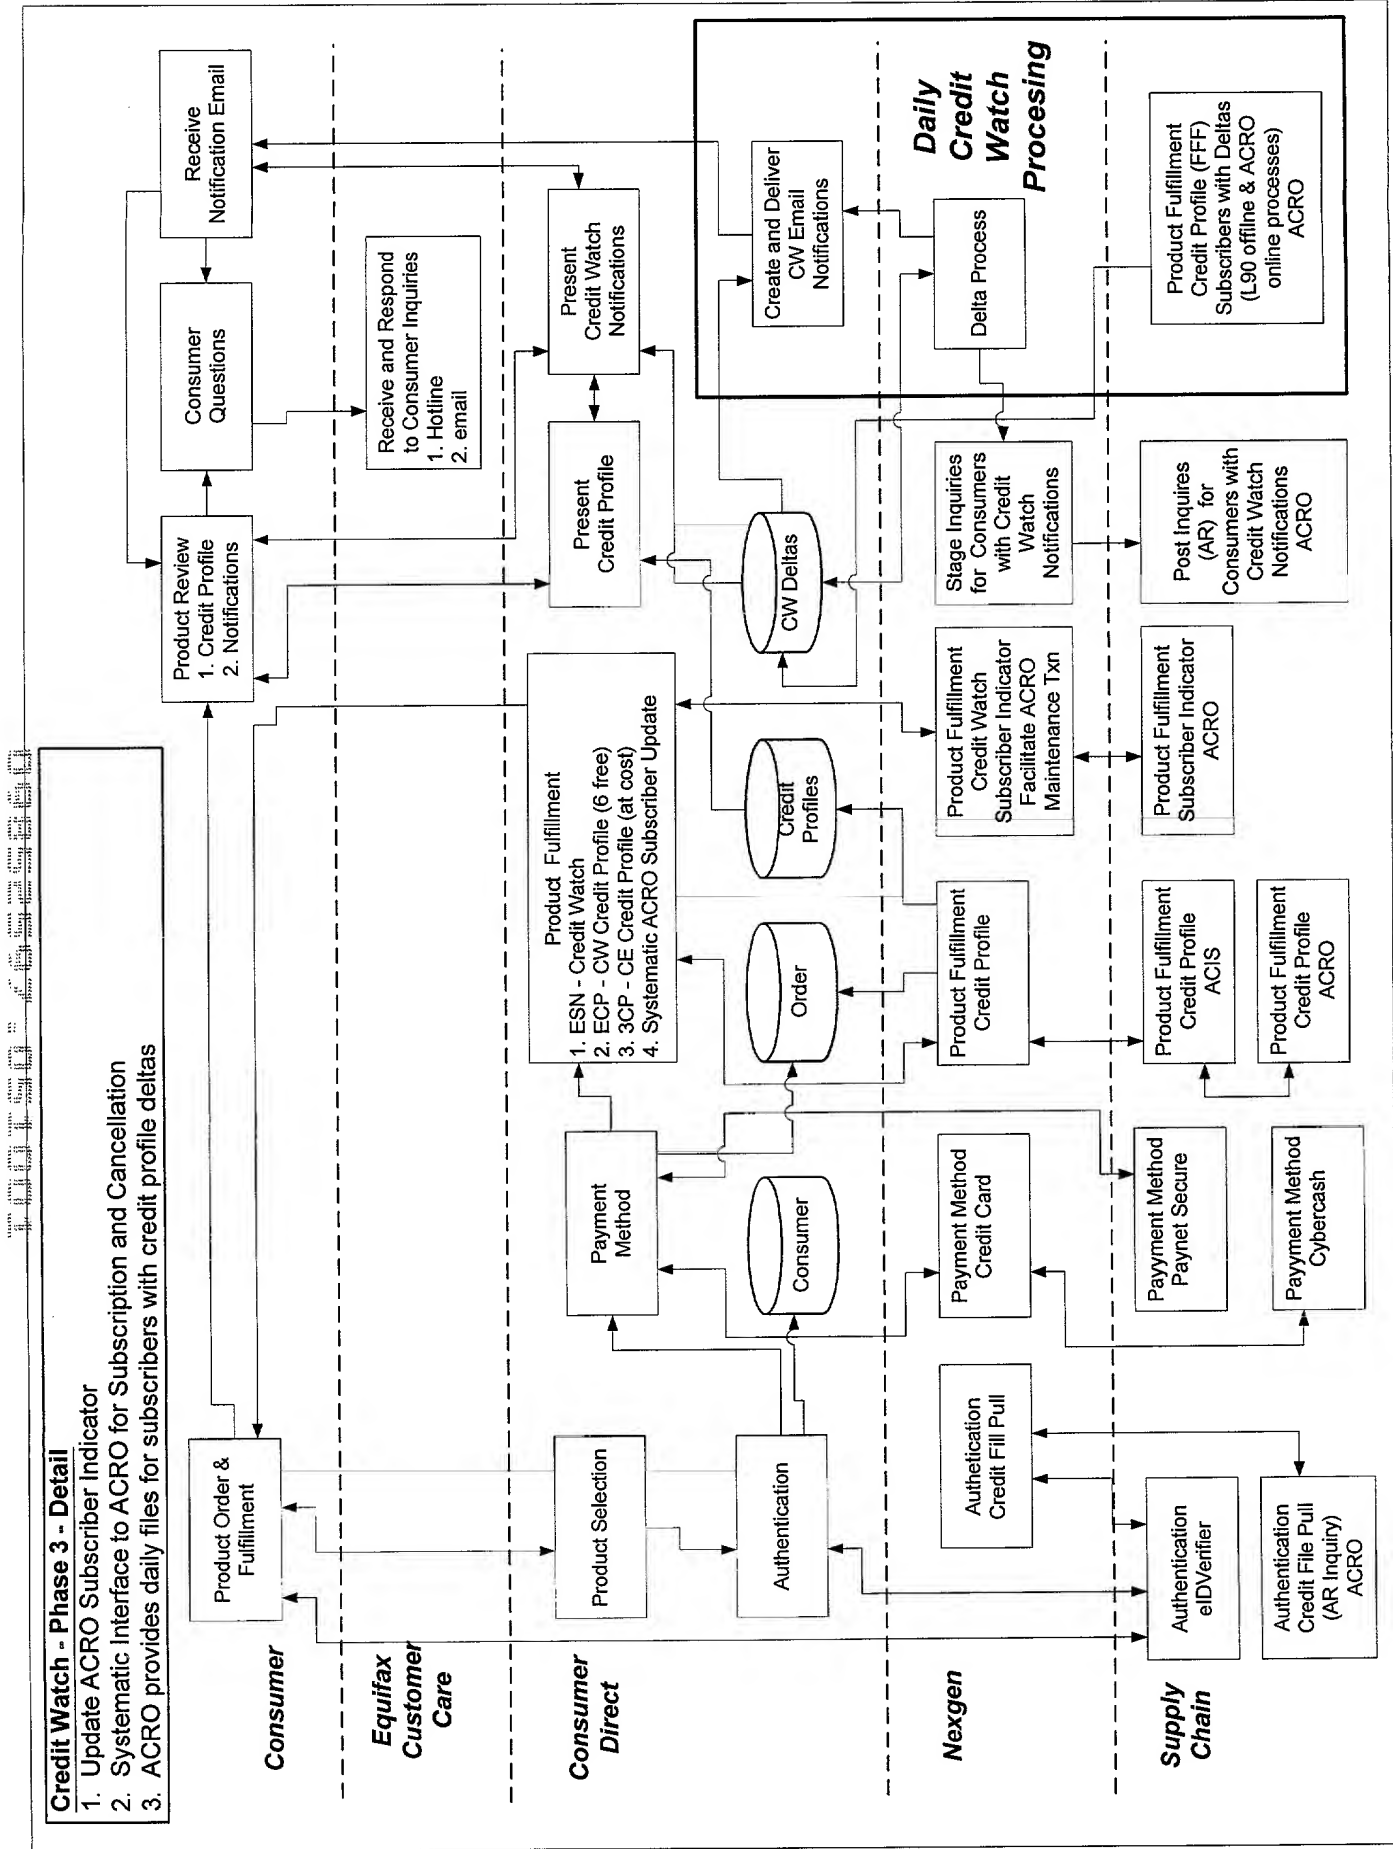 Credit Watch - Phase 3 - Detail
1. Update ACRO Subscriber Indicator
2. Systematic Interface to ACRO for Subscription and Cancellation
3. ACRO provides daily files for subscribers with credit profile deltas
Consumer
Product Order &
Fulfillment
Product Review
1. Credit Profile
2. Notifications
Consumer
Questions
Receive
Notification Email
Equifax
Customer
Care
Receive and Respond
to Consumer Inquiries
1. Hotline
2. email
Consumer
Direct
Product Selection
Authentication
Payment
Method
Consumer
Product Fulfillment
1. ESN - Credit Watch
2. ECP - CW Credit Profile (6 free)
3. 3CP - CE Credit Profile (at cost)
4. Systematic ACRO Subscriber Update
Order
Credit
Profiles
Present
Credit Profile
CW Deltas
Present
Credit Watch
Notifications
Create and Deliver
CW Email
Notifications
Nexgen
Authetication
Credit Fill Pull
Payment Method
Credit Card
Product Fulfillment
Credit Profile
Product Fulfillment
Credit Watch
Subscriber Indicator
Facilitate ACRO
Maintenance Txn
Stage Inquiries
for Consumers
with Credit
Watch
Notifications
Delta Process
Daily
Credit
Watch
Procesing
Supply
Chain
Authentication
eIDVerifier
Authentication
Credit File Pull
(AR Inquiry)
ACRO
Payyment Method
Paynet Secure
Payyment Method
Cybercash
Product Fulfillment
Credit Profile
ACIS
Product Fulfillment
Credit Profile
ACRO
Product Fulfillment
Subscriber Indicator
ACRO
Post Inquires
(AR) for
Consumers with
Credit Watch
Notifications
ACRO
Product Fulfillment
Credit Profile (FFF)
Subscribers with Deltas
(L90 offilne & ACRO
online processes)
ACRO